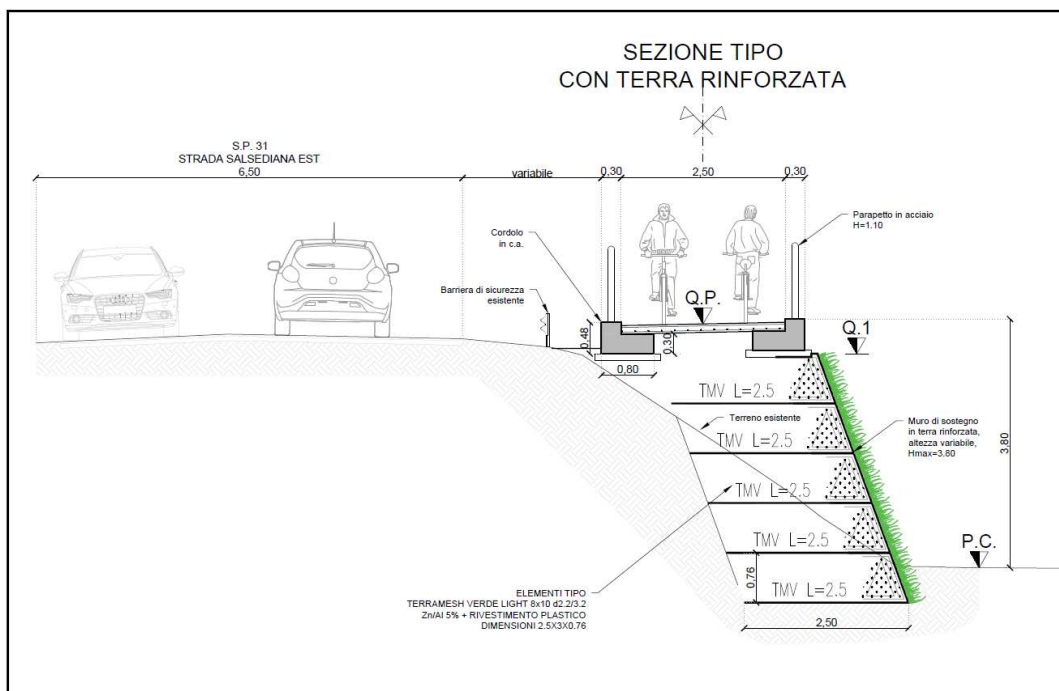 SEZIONE TIPO
CON TERRA RINFORZATA
S.P. 31
STRADA SALSEDIANA EST
6,50
variabile
0,30
2,50
0,30
Parapetto in acciaio
H=1.10
Cordolo
in c.a.
Barriera di sicurezza
esistente
Q.P.
Q.1
0,48
0,30
0,80
TMV L=2.5
Terreno esistente
TMV L=2.5
Muro di sostegno
in terra rinforzata,
altezza variabile,
Hmax=3.80
3,80
TMV L=2.5
TMV L=2.5
P.C.
0,76
TMV L=2.5
ELEMENTI TIPO
TERRAMESH VERDE LIGHT 8x10 d2.2/3.2
Zn/Al 5% + RIVESTIMENTO PLASTICO
DIMENSIONI 2.5X3X0.76
2,50